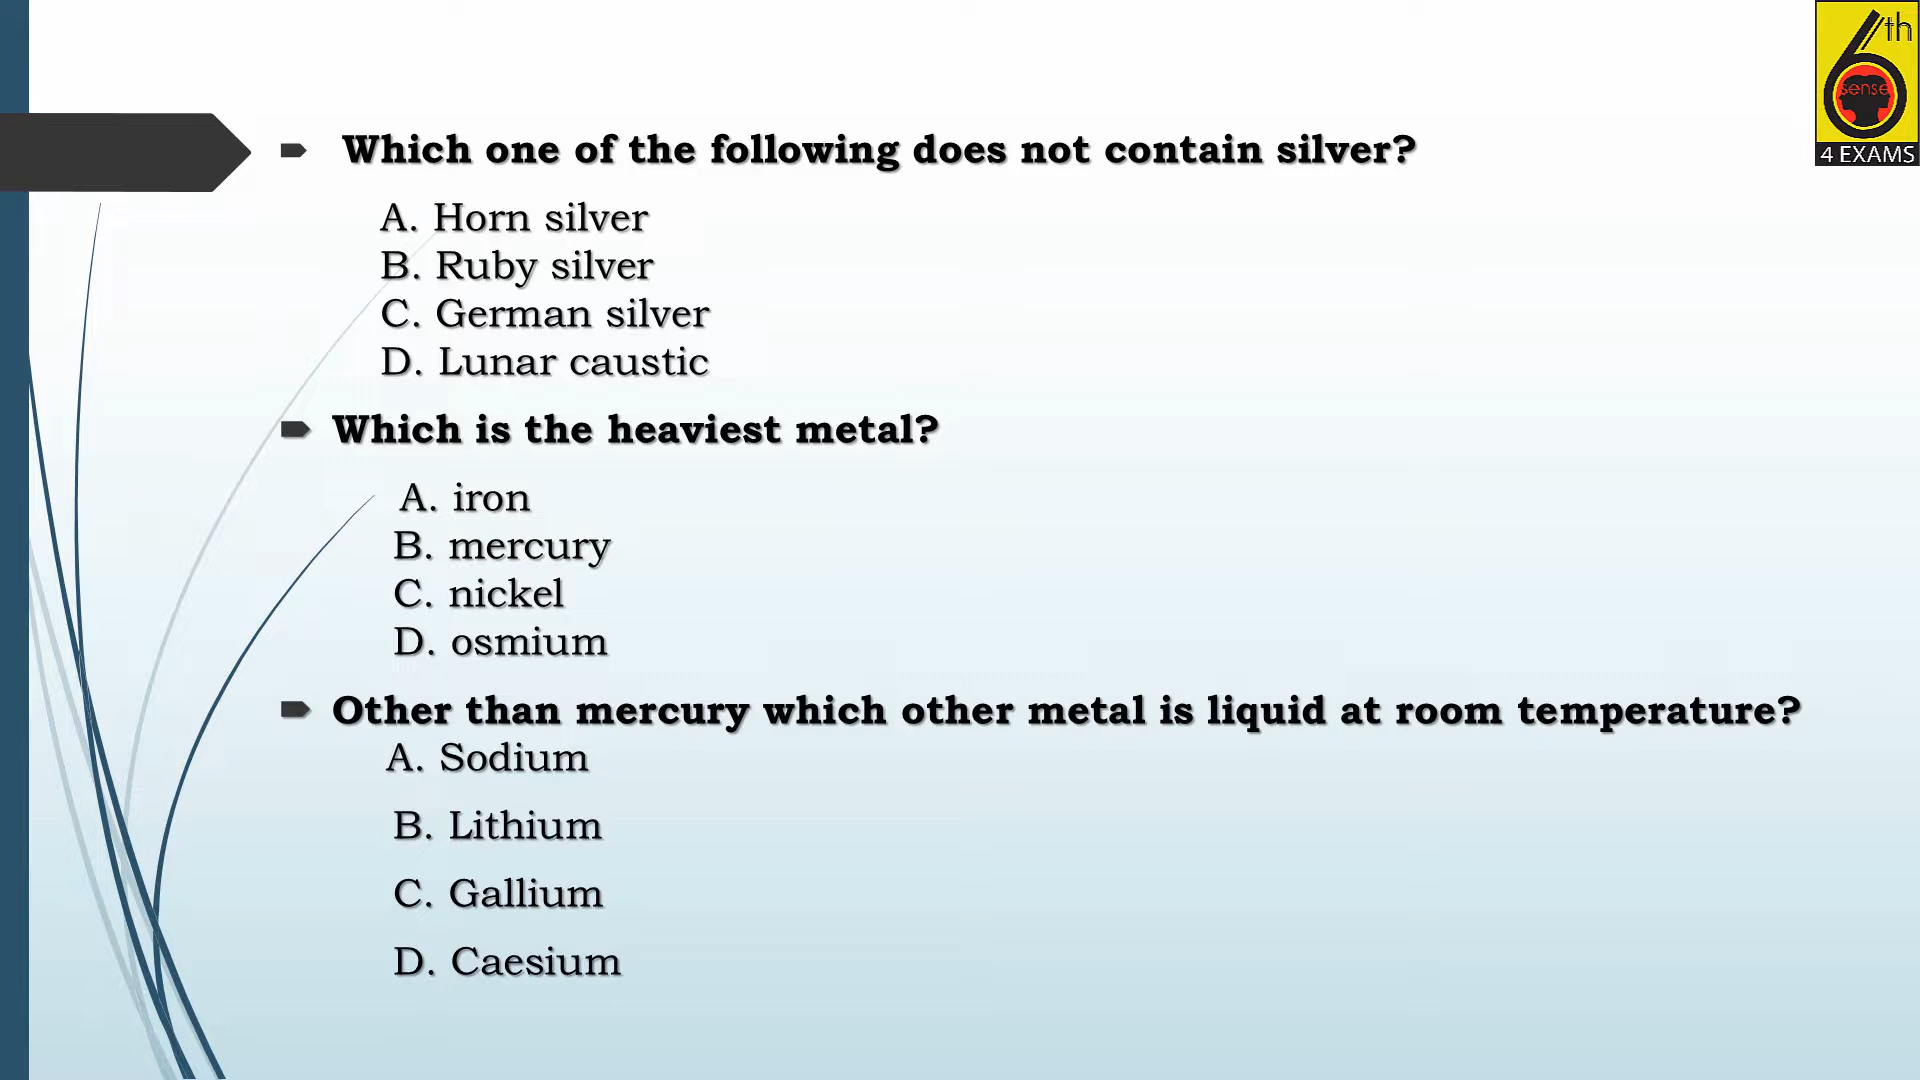 6th
sense
4 EXAMS
Which one of the following does not contain silver?
A. Horn silver
B. Ruby silver
C. German silver
D. Lunar caustic
Which is the heaviest metal?
A. iron
B. mercury
C. nickel
D. osmium
Other than mercury which other metal is liquid at room temperature?
A. Sodium
B. Lithium
C. Gallium
D. Caesium